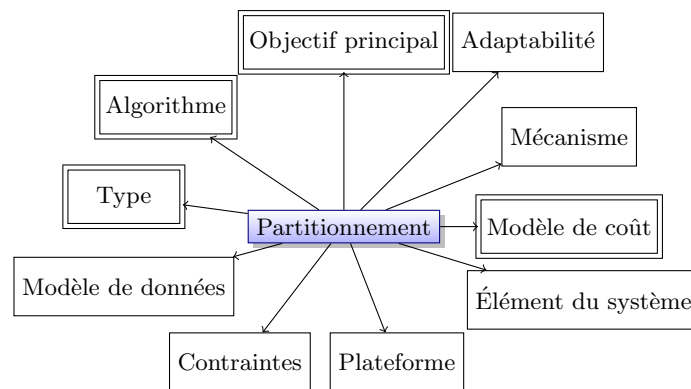 Objectif principal
Adaptabilité
Algorithme
Mécanisme
Type
Partitionnement
Modèle de coût
Modèle de données
Élément du système
Contraintes
Plateforme